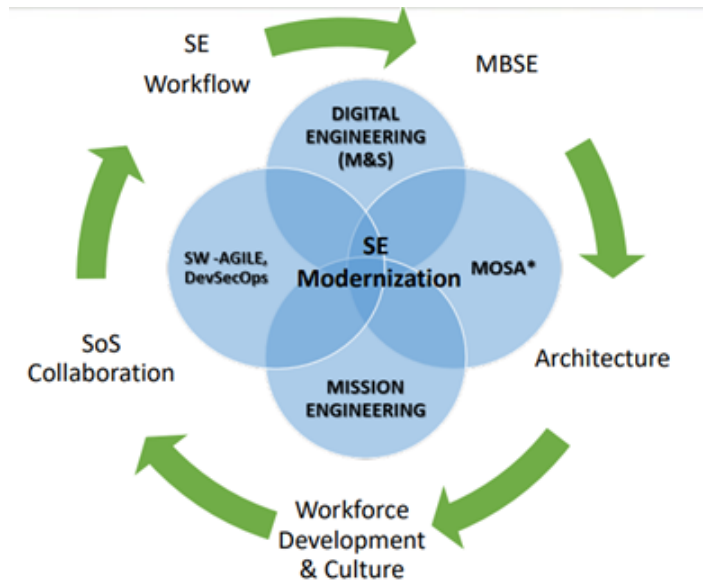 SE
Workflow
MBSE
DIGITAL
ENGINEERING
(M&S)
SW -AGILE,
DevSecOps
SE
Modernization
MOSA*
SoS
Collaboration
Architecture
MISSION
ENGINEERING
Workforce
Development
& Culture